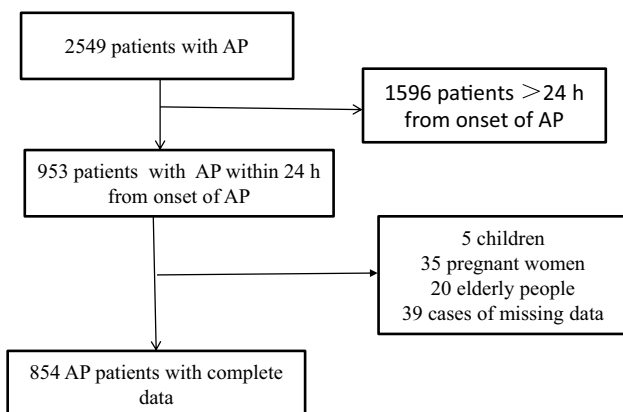 2549 patients with AP
1596 patients >24 h
from onset of AP
953 patients with AP within 24 h
from onset of AP
5 children
35 pregnant women
20 elderly people
39 cases of missing data
854 AP patients with complete
data